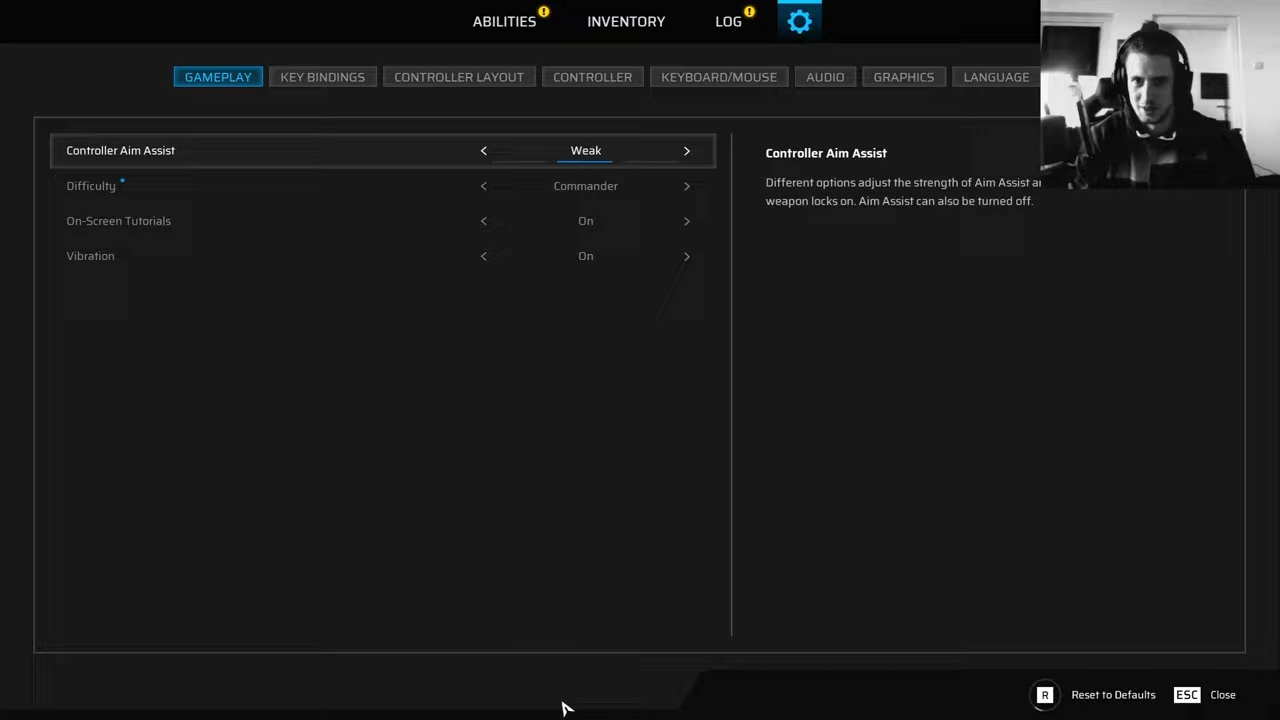 ABILITIES ! INVENTORY LOG !
GAMEPLAY KEY BINDINGS CONTROLLER LAYOUT CONTROLLER KEYBOARD/MOUSE AUDIO GRAPHICS LANGUAGE
Controller Aim Assist < Weak >
Difficulty < Commander >
On-Screen Tutorials < On >
Vibration < On >
Controller Aim Assist
Different options adjust the strength of Aim Assist
weapon locks on. Aim Assist can also be turned off.
R Reset to Defaults ESC Close